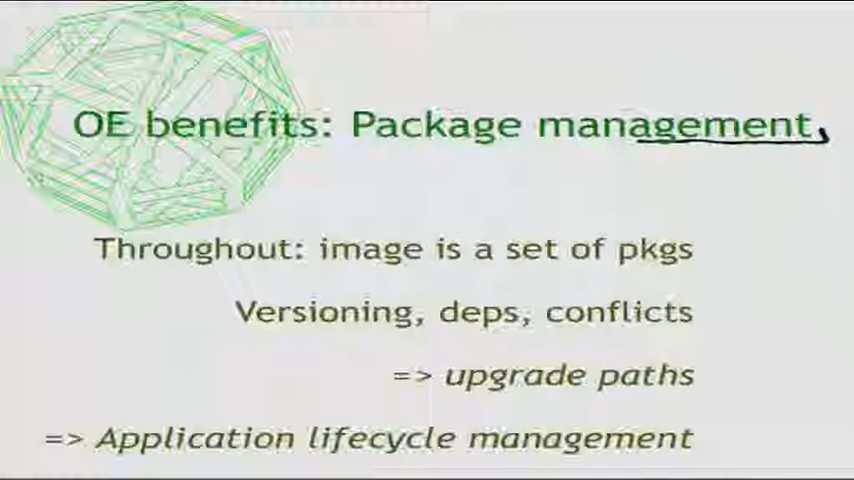 OE benefits: Package management
Throughout: image is a set of pkgs
Versioning, deps, conflicts
=> upgrade paths
=> Application lifecycle management